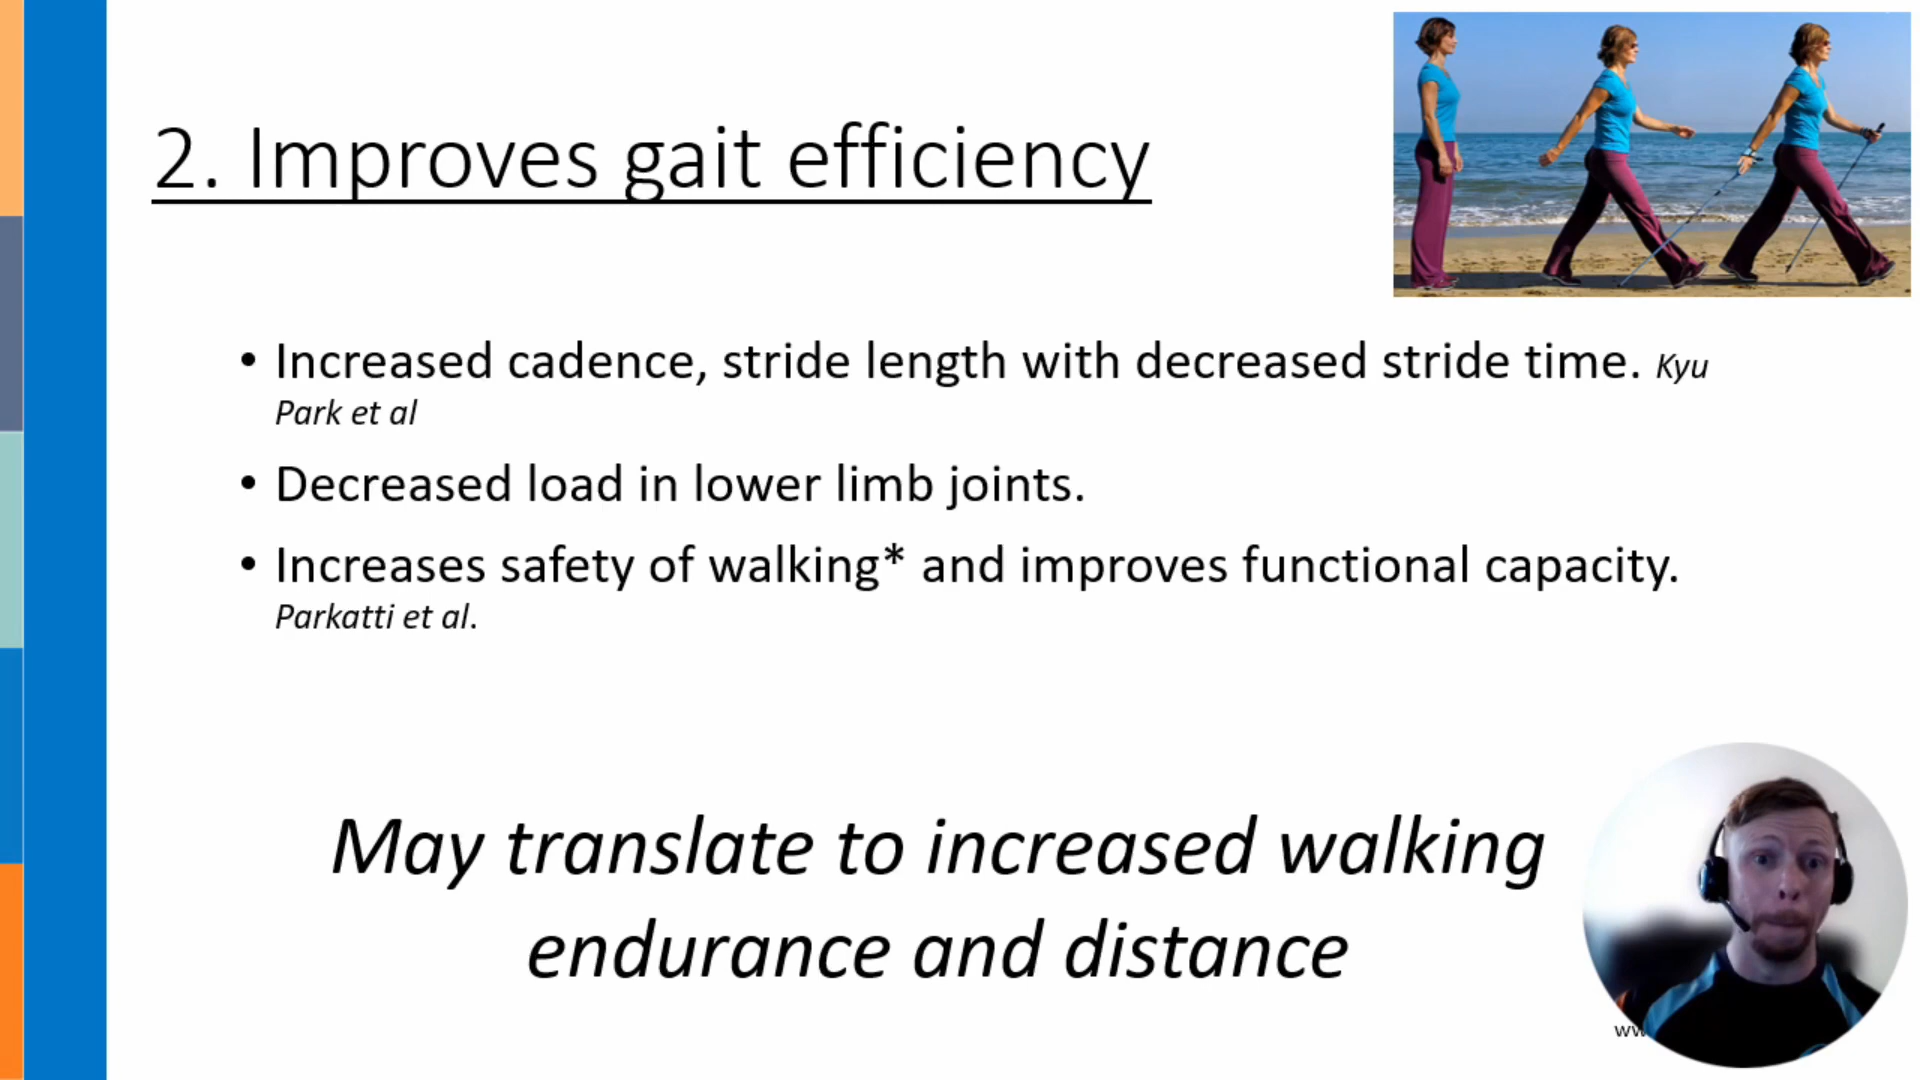 2. Improves gait efficiency
• Increased cadence, stride length with decreased stride time. Kyu
Park et al
• Decreased load in lower limb joints.
• Increases safety of walking* and improves functional capacity.
Parkatti et al.
May translate to increased walking
endurance and distance